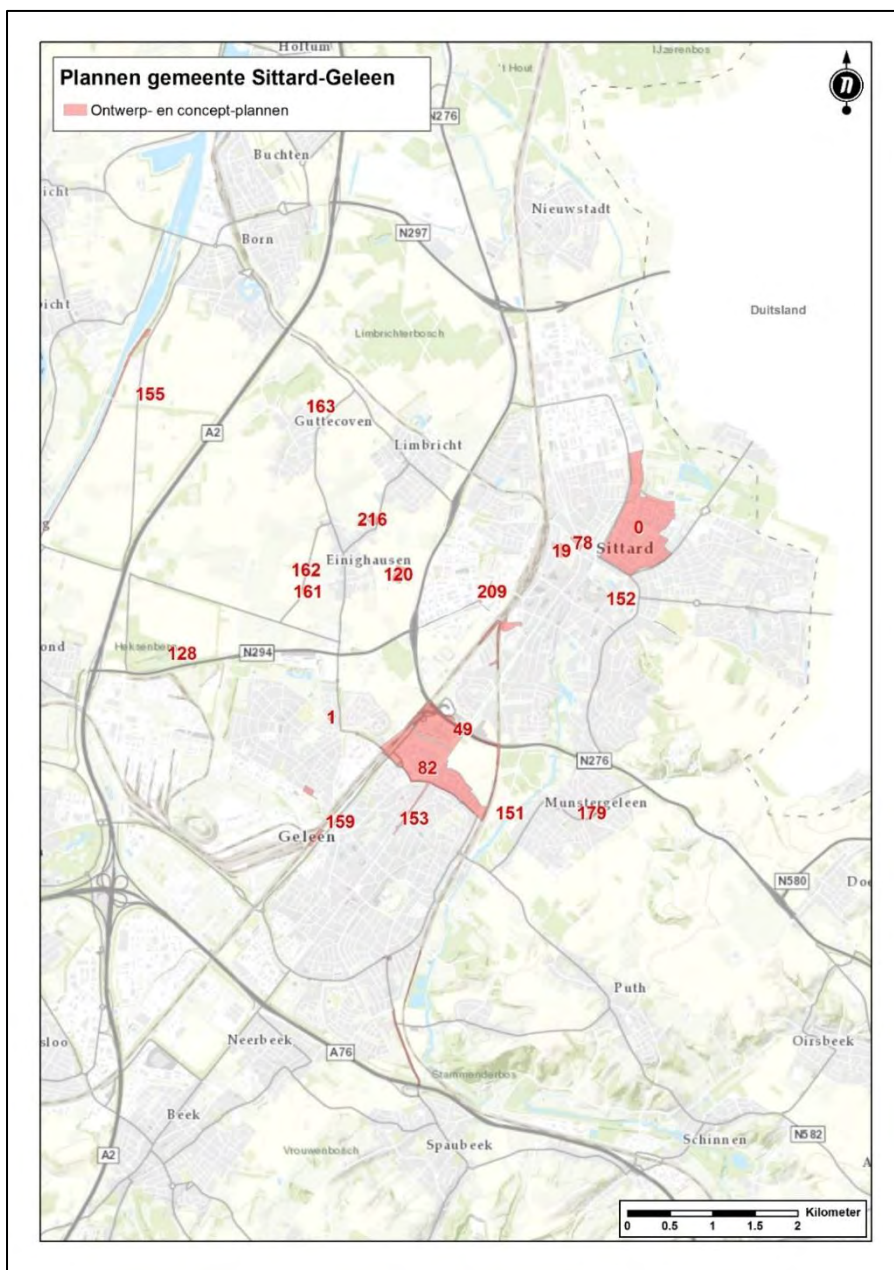 Holtum
IJzerenbos
't Hout
Plannen gemeente Sittard-Geleen
Ontwerp- en concept-plannen
N276
Buchten
Nieuwstadt
N297
Born
Duitsland
Limbrichterbosch
155
163
A2
Guttecoven
Limbricht
216
0
78
19
Sittard
Einighausen
162
120
161
209
152
Heksenberg
128
N294
1
49
82
N276
Munstergeleen
153
151
179
159
Geleen
N580
Puth
Neerbeek
A76
Oirsbeek
Stammenderbos
Beek
Spaubeek
Schinnen
N582
A2
Vrouwenbosch
Kilometer
0 0.5 1 1.5 2